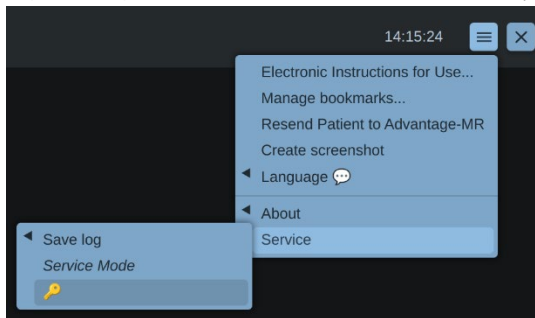 14:15:24
Electronic Instructions for Use...
Manage bookmarks...
Resend Patient to Advantage-MR
Create screenshot
Language 💬
About
Service
Save log
Service Mode
🔑